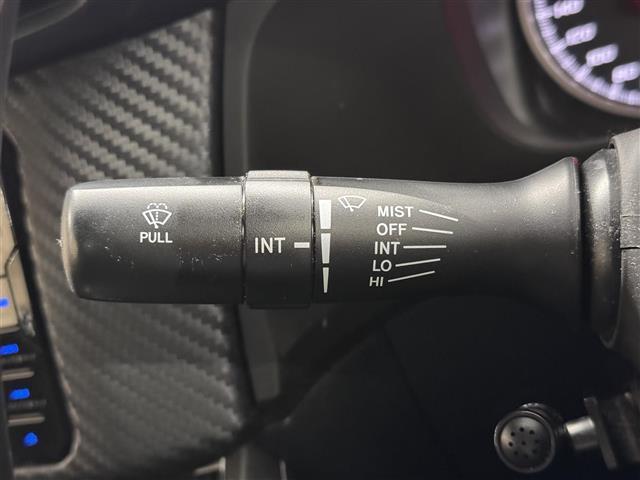 PULL
INT
MIST
OFF
INT
LO
HI